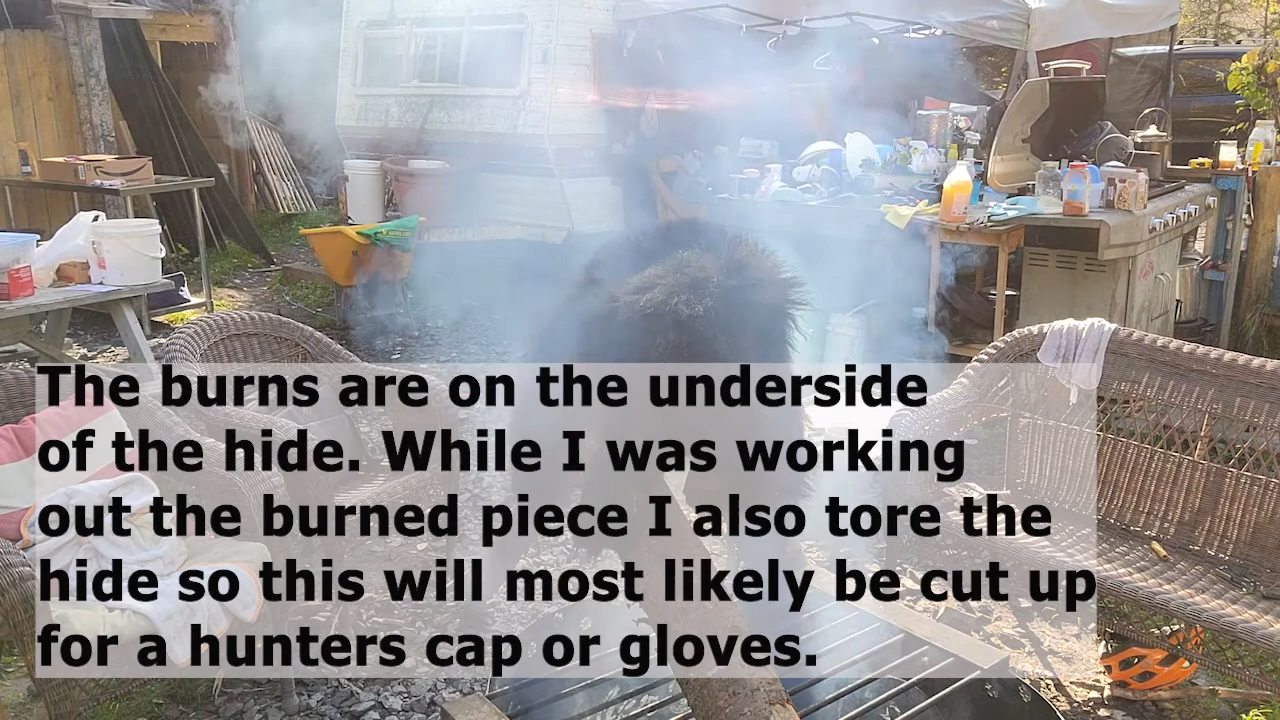 The burns are on the underside
of the hide. While I was working
out the burned piece I also tore the
hide so this will most likely be cut up
for a hunters cap or gloves.